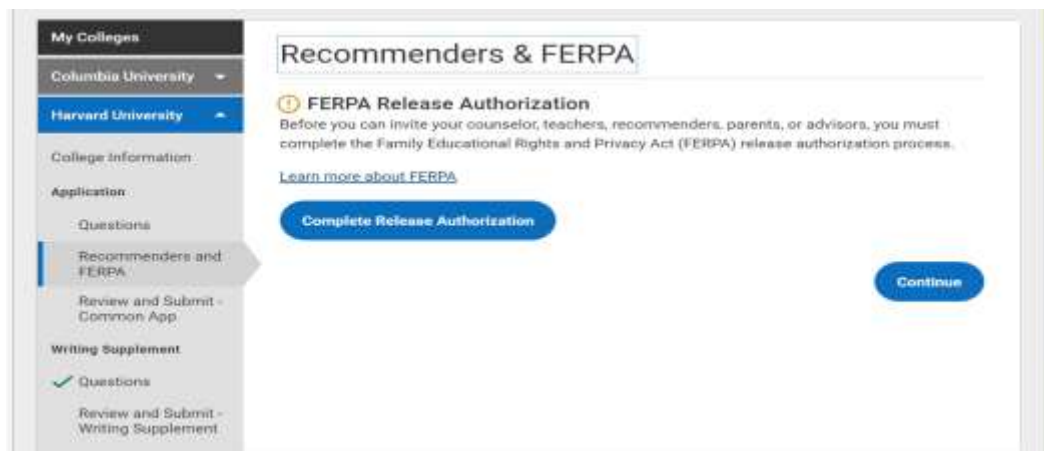 My Colleges
Columbia University
Harvard University
College Information
Application
Questions
Recommenders and
FERPA
Review and Submit -
Common App
Writing Supplement
Questions
Review and Submit -
Writing Supplement
Recommenders & FERPA
FERPA Release Authorization
Before you can invite your counselor, teachers, recommenders, parents, or advisors, you must
complete the Family Educational Rights and Privacy Act (FERPA) release authorization process.
Learn more about FERPA
Complete Release Authorization
Continue